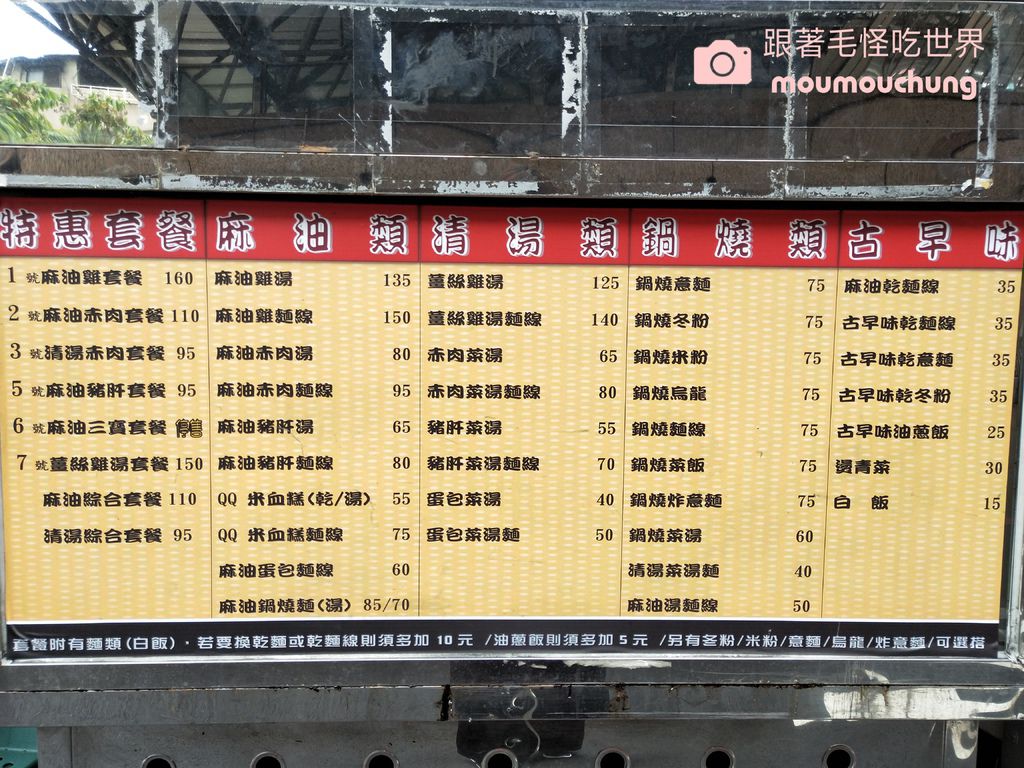 跟著毛怪吃世界
moumouchung
特惠套餐
1 號麻油雞套餐 160
2 號麻油赤肉套餐 110
3 號清湯赤肉套餐 95
5 號麻油豬肝套餐 95
6 號麻油三寶套餐 停售
7 號薑絲雞湯套餐 150
麻油綜合套餐 110
清湯綜合套餐 95
麻油類
麻油雞湯 135
麻油雞麵線 150
麻油赤肉湯 80
麻油赤肉麵線 95
麻油豬肝湯 65
麻油豬肝麵線 80
QQ 米血糕(乾/湯) 55
QQ 米血糕麵線 75
麻油蛋包麵線 60
麻油鍋燒麵(湯) 85/70
清湯類
薑絲雞湯 125
薑絲雞湯麵線 140
赤肉菜湯 65
赤肉菜湯麵線 80
豬肝菜湯 55
豬肝菜湯麵線 70
蛋包菜湯 40
蛋包菜湯麵 50
鍋燒類
鍋燒意麵 75
鍋燒冬粉 75
鍋燒米粉 75
鍋燒烏龍 75
鍋燒麵線 75
鍋燒菜飯 75
鍋燒炸意麵 75
鍋燒菜湯 60
清湯菜湯麵 40
麻油湯麵線 50
古早味
麻油乾麵線 35
古早味乾麵線 35
古早味乾意麵 35
古早味乾冬粉 35
古早味油蔥飯 25
燙青菜 30
白飯 15
套餐附有麵類(白飯)、若要換乾麵或乾麵線則須多加 10 元 /油蔥飯則須多加 5 元 /另有冬粉/米粉/意麵/烏龍/炸意麵/可選搭